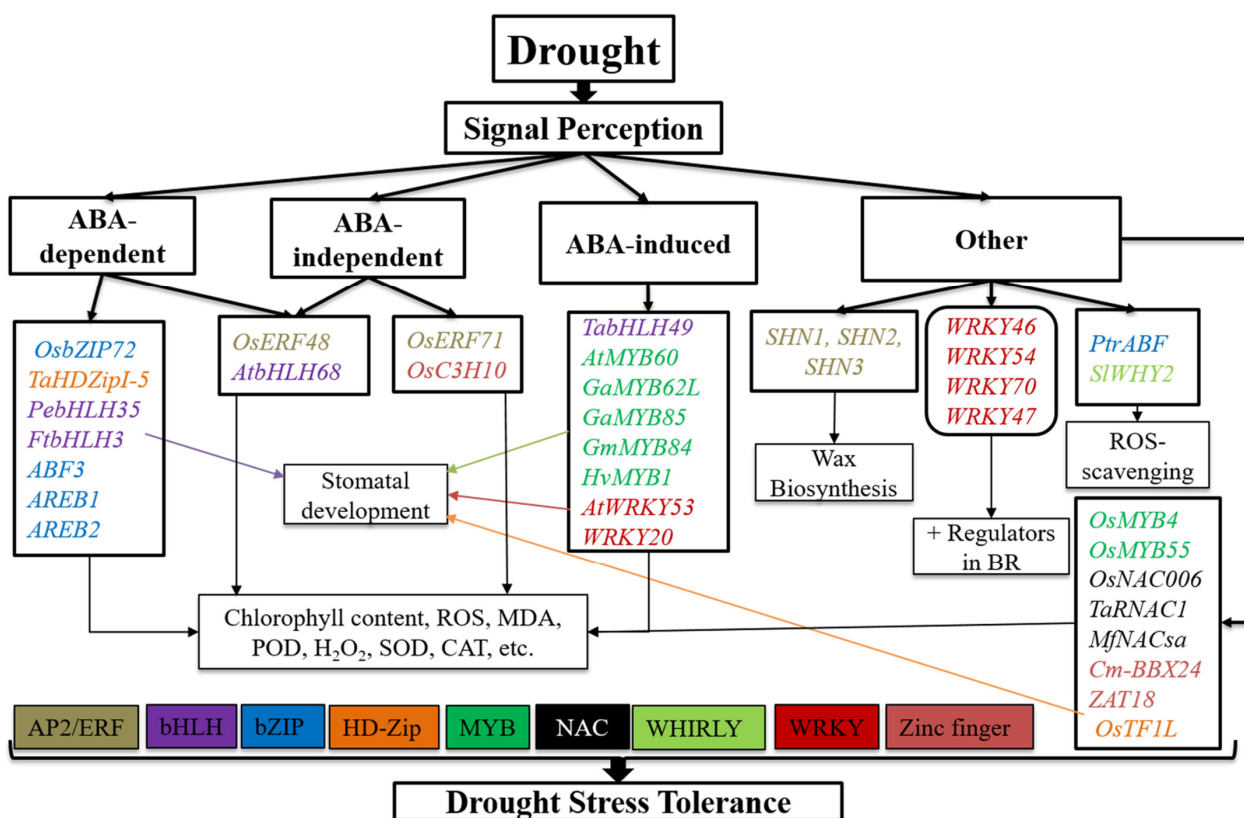 Drought
Signal Perception
ABA-
dependent
ABA-
independent
ABA-induced
Other
OsbZIP72
TaHDZipI-5
PebHLH35
FtbHLH3
ABF3
AREB1
AREB2
OsERF48
AtbHLH68
OsERF71
OsC3H10
TabHLH49
AtMYB60
GaMYB62L
GaMYB85
GmMYB84
HvMYB1
AtWRKY53
WRKY20
SHN1, SHN2,
SHN3
WRKY46
WRKY54
WRKY70
WRKY47
PtrABF
SlWHY2
Stomatal
development
Wax
Biosynthesis
+ Regulators
in BR
ROS-
scavenging
OsMYB4
OsMYB55
OsNAC006
TaRNAC1
MfNACsa
Cm-BBX24
ZAT18
OsTF1L
Chlorophyll content, ROS, MDA,
POD, H₂O₂, SOD, CAT, etc.
AP2/ERF
bHLH
bZIP
HD-Zip
MYB
NAC
WHIRLY
WRKY
Zinc finger
Drought Stress Tolerance